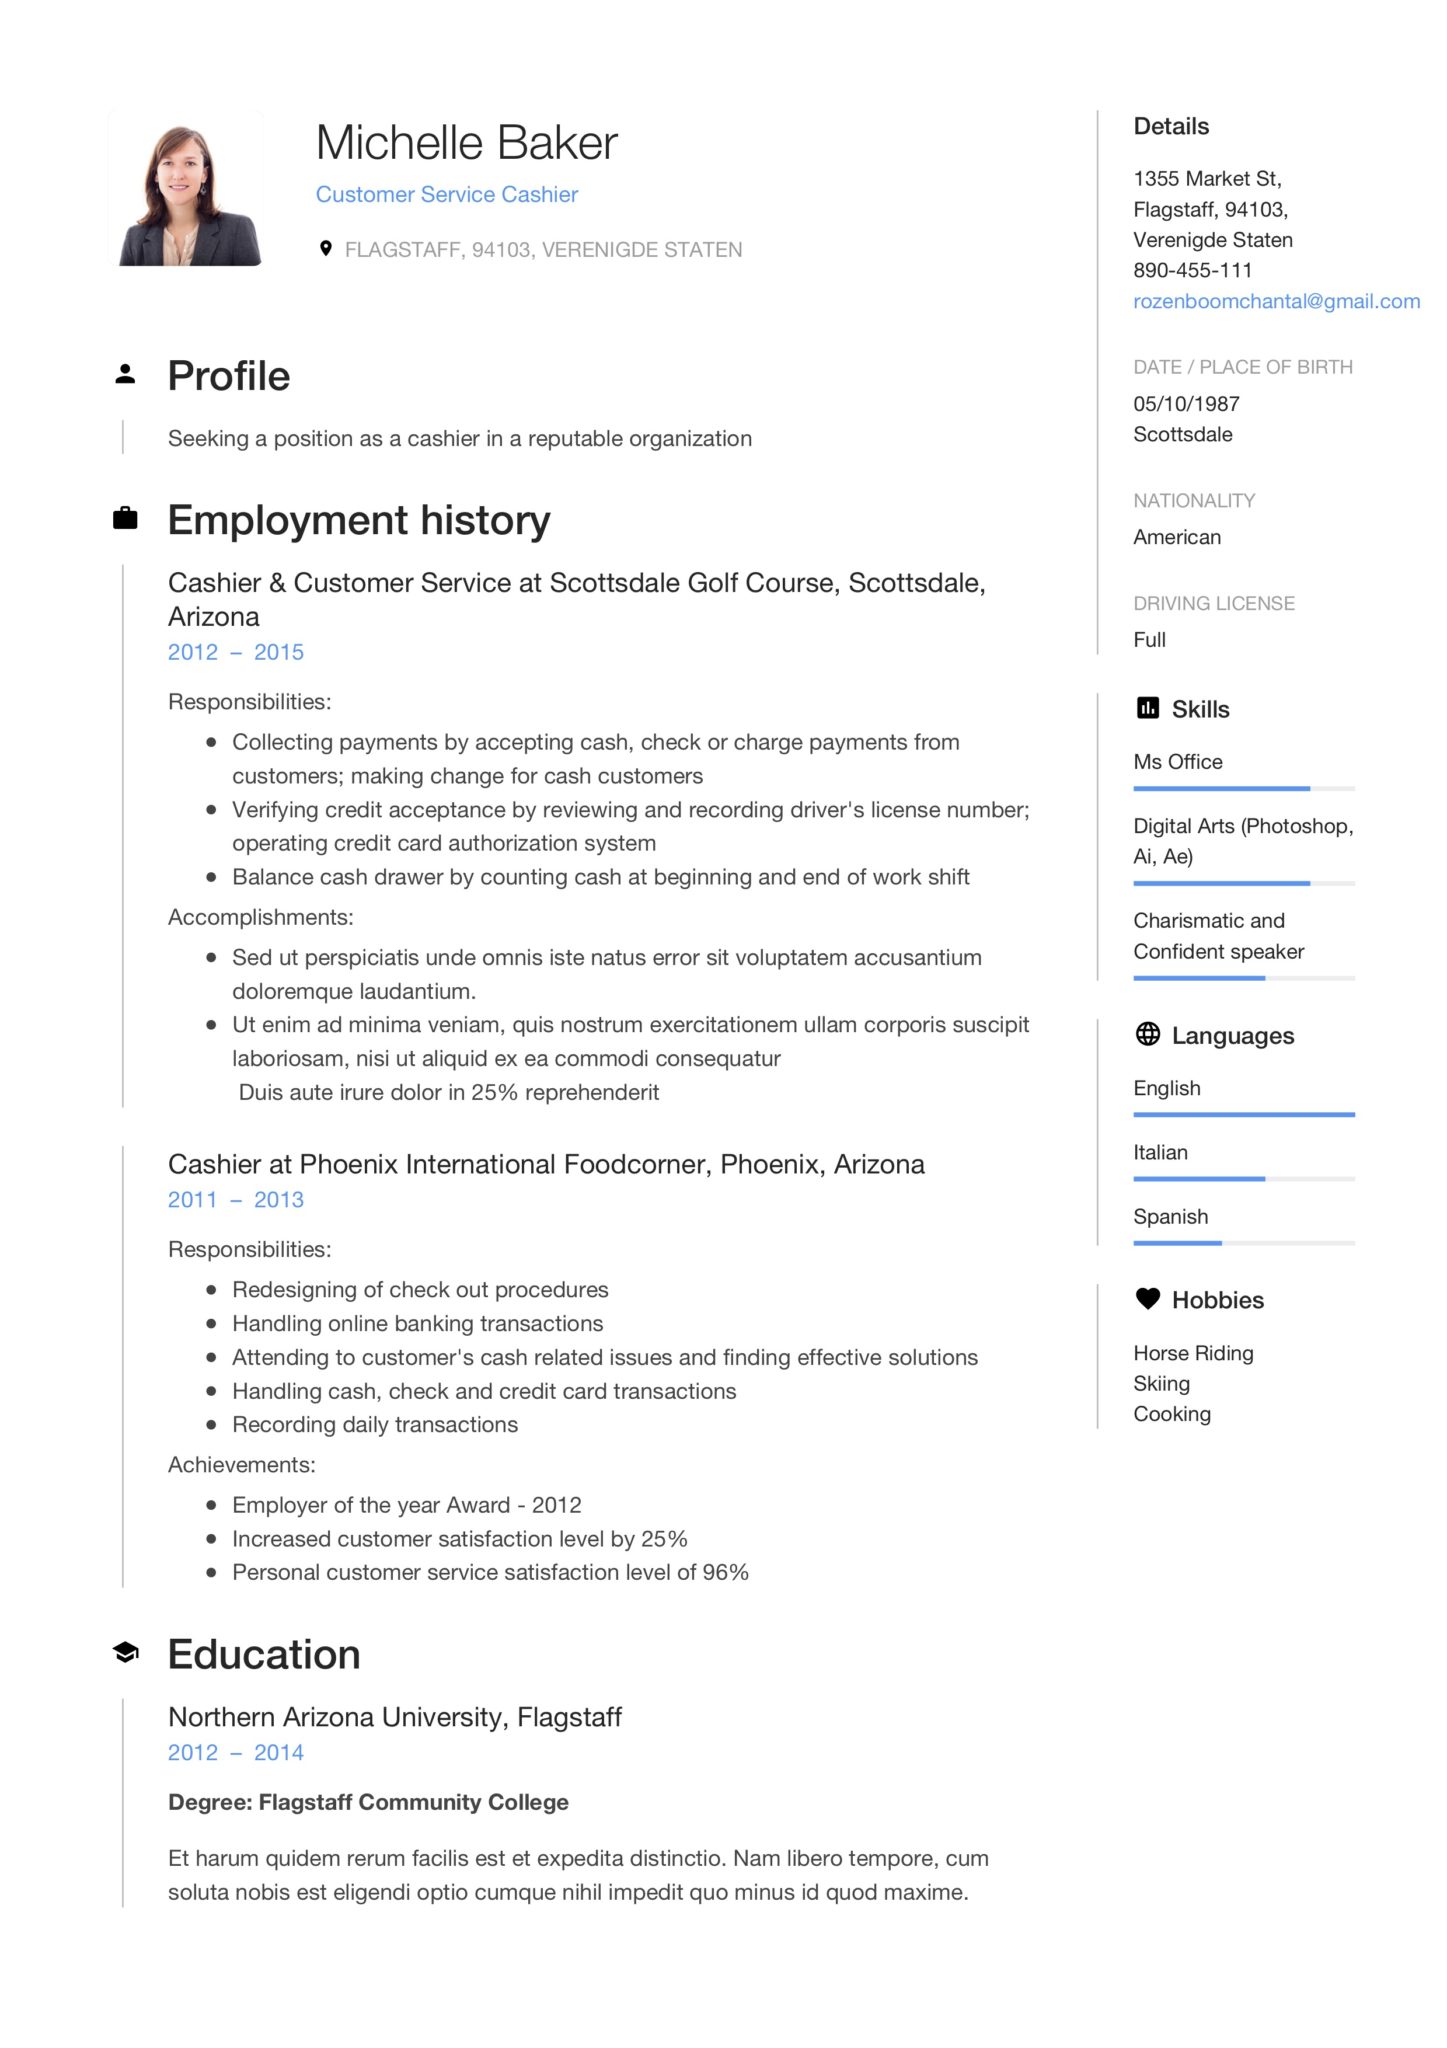 Michelle Baker
Customer Service Cashier
FLAGSTAFF, 94103, VERENIGDE STATEN
Profile
Seeking a position as a cashier in a reputable organization
Employment history
Cashier & Customer Service at Scottsdale Golf Course, Scottsdale,
Arizona
2012 – 2015
Responsibilities:
● Collecting payments by accepting cash, check or charge payments from
customers; making change for cash customers
● Verifying credit acceptance by reviewing and recording driver's license number;
operating credit card authorization system
● Balance cash drawer by counting cash at beginning and end of work shift
Accomplishments:
● Sed ut perspiciatis unde omnis iste natus error sit voluptatem accusantium
doloremque laudantium.
● Ut enim ad minima veniam, quis nostrum exercitationem ullam corporis suscipit
laboriosam, nisi ut aliquid ex ea commodi consequatur
Duis aute irure dolor in 25% reprehenderit
Cashier at Phoenix International Foodcorner, Phoenix, Arizona
2011 – 2013
Responsibilities:
● Redesigning of check out procedures
● Handling online banking transactions
● Attending to customer's cash related issues and finding effective solutions
● Handling cash, check and credit card transactions
● Recording daily transactions
Achievements:
● Employer of the year Award - 2012
● Increased customer satisfaction level by 25%
● Personal customer service satisfaction level of 96%
Education
Northern Arizona University, Flagstaff
2012 – 2014
Degree: Flagstaff Community College
Et harum quidem rerum facilis est et expedita distinctio. Nam libero tempore, cum
soluta nobis est eligendi optio cumque nihil impedit quo minus id quod maxime.
Details
1355 Market St,
Flagstaff, 94103,
Verenigde Staten
890-455-111
rozenboomchantal@gmail.com
DATE / PLACE OF BIRTH
05/10/1987
Scottsdale
NATIONALITY
American
DRIVING LICENSE
Full
Skills
Ms Office
Digital Arts (Photoshop,
Ai, Ae)
Charismatic and
Confident speaker
Languages
English
Italian
Spanish
Hobbies
Horse Riding
Skiing
Cooking